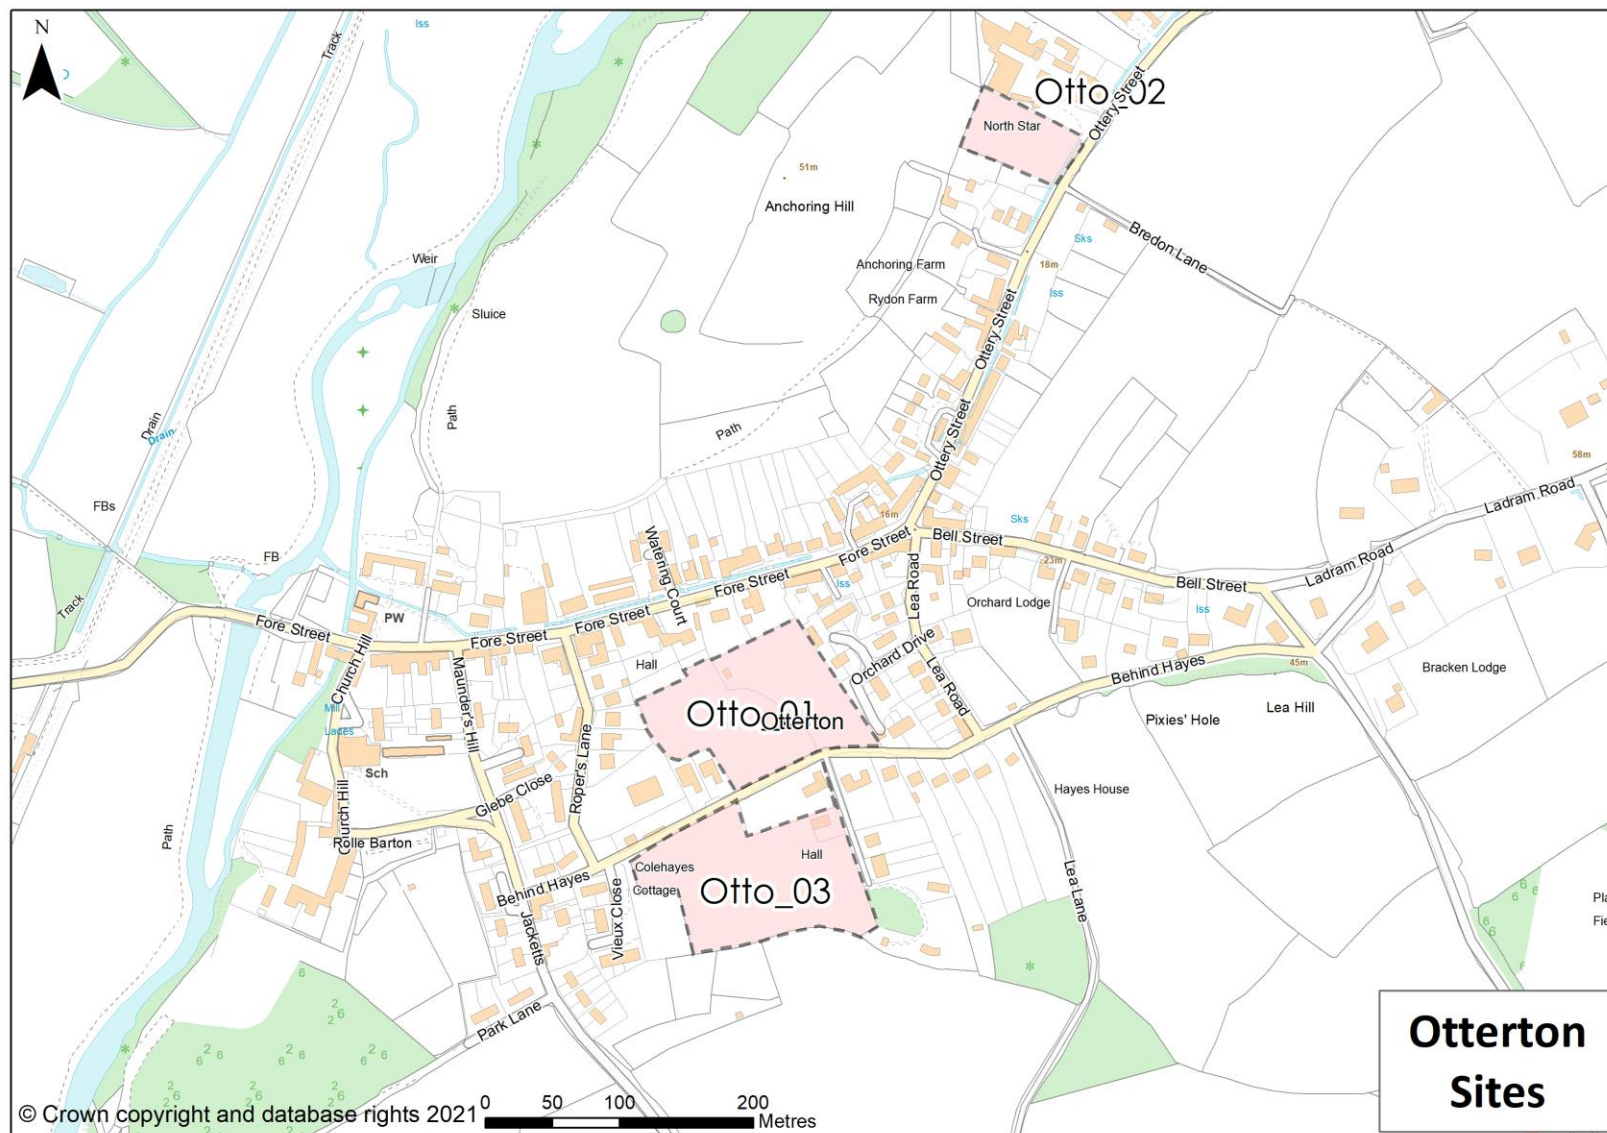 N
Iss
Track
Otto_02
Ottery Street
North Star
51m
Anchoring Hill
Bredon Lane
Sks
Weir
Anchoring Farm
18m
Iss
Rydon Farm
Sluice
Ottery Street
Path
Drain
Drain
Path
Ottery Street
58m
Ladram Road
FBs
16m
Sks
Watering Court
Fore Street
Bell Street
Ladram Road
FB
23m
Fore Street
Iss
Lea Road
Bell Street
Track
PW
Orchard Lodge
Iss
Fore Street
Fore Street
Fore Street
Church Hill
Maunder's Hill
Hall
Orchard Drive
Lea Road
Behind Hayes
45m
Bracken Lodge
Mill
Lades
Otto_01
Otterton
Pixies' Hole
Lea Hill
Roper's Lane
Sch
Glebe Close
Hayes House
Church Hill
Rolle Barton
Path
Hall
Colehayes
Cottage
Behind Hayes
Otto_03
Vieux Close
Lea Lane
Jacketts
Pla
Fie
Park Lane
Otterton
Sites
© Crown copyright and database rights 2021
0 50 100 200
Metres